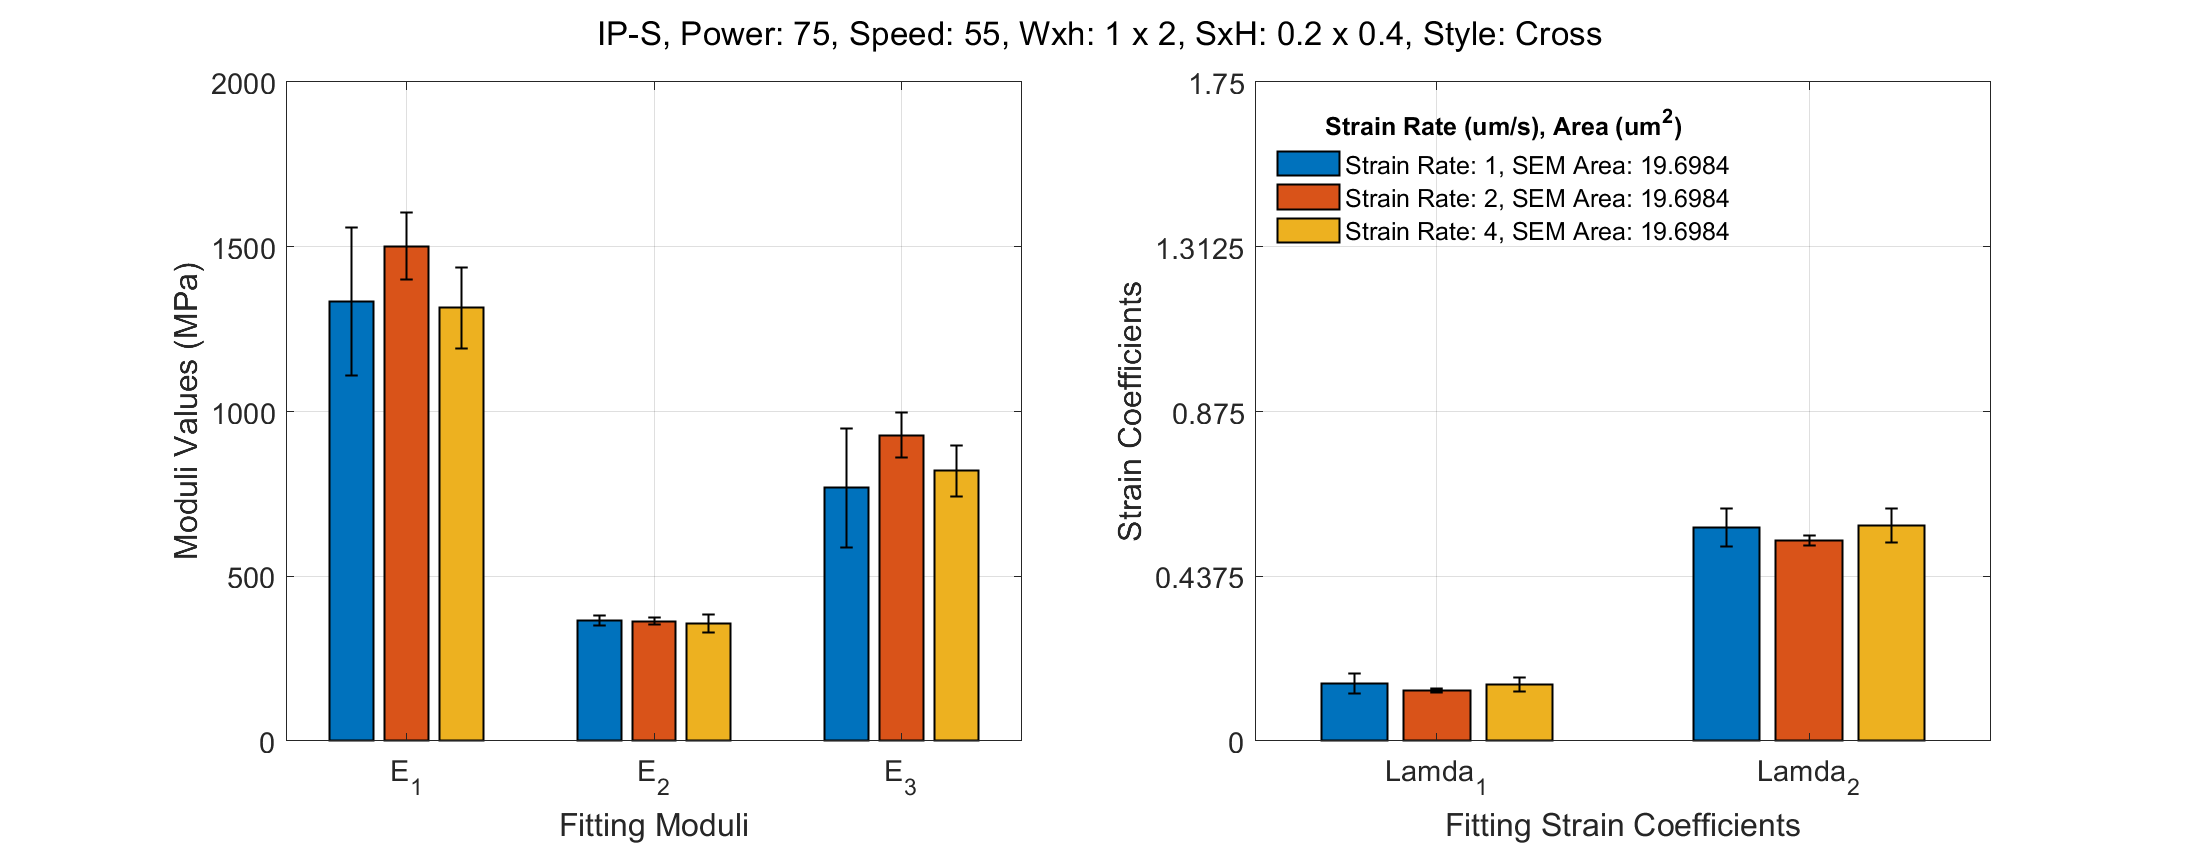 IP-S, Power: 75, Speed: 55, Wxh: 1 x 2, SxH: 0.2 x 0.4, Style: Cross
Moduli Values (MPa)
2000
1500
1000
500
0
E1
E2
E3
Fitting Moduli
Strain Coefficients
1.75
1.3125
0.875
0.4375
0
Strain Rate (um/s), Area (um2)
Strain Rate: 1, SEM Area: 19.6984
Strain Rate: 2, SEM Area: 19.6984
Strain Rate: 4, SEM Area: 19.6984
Lamda1
Lamda2
Fitting Strain Coefficients